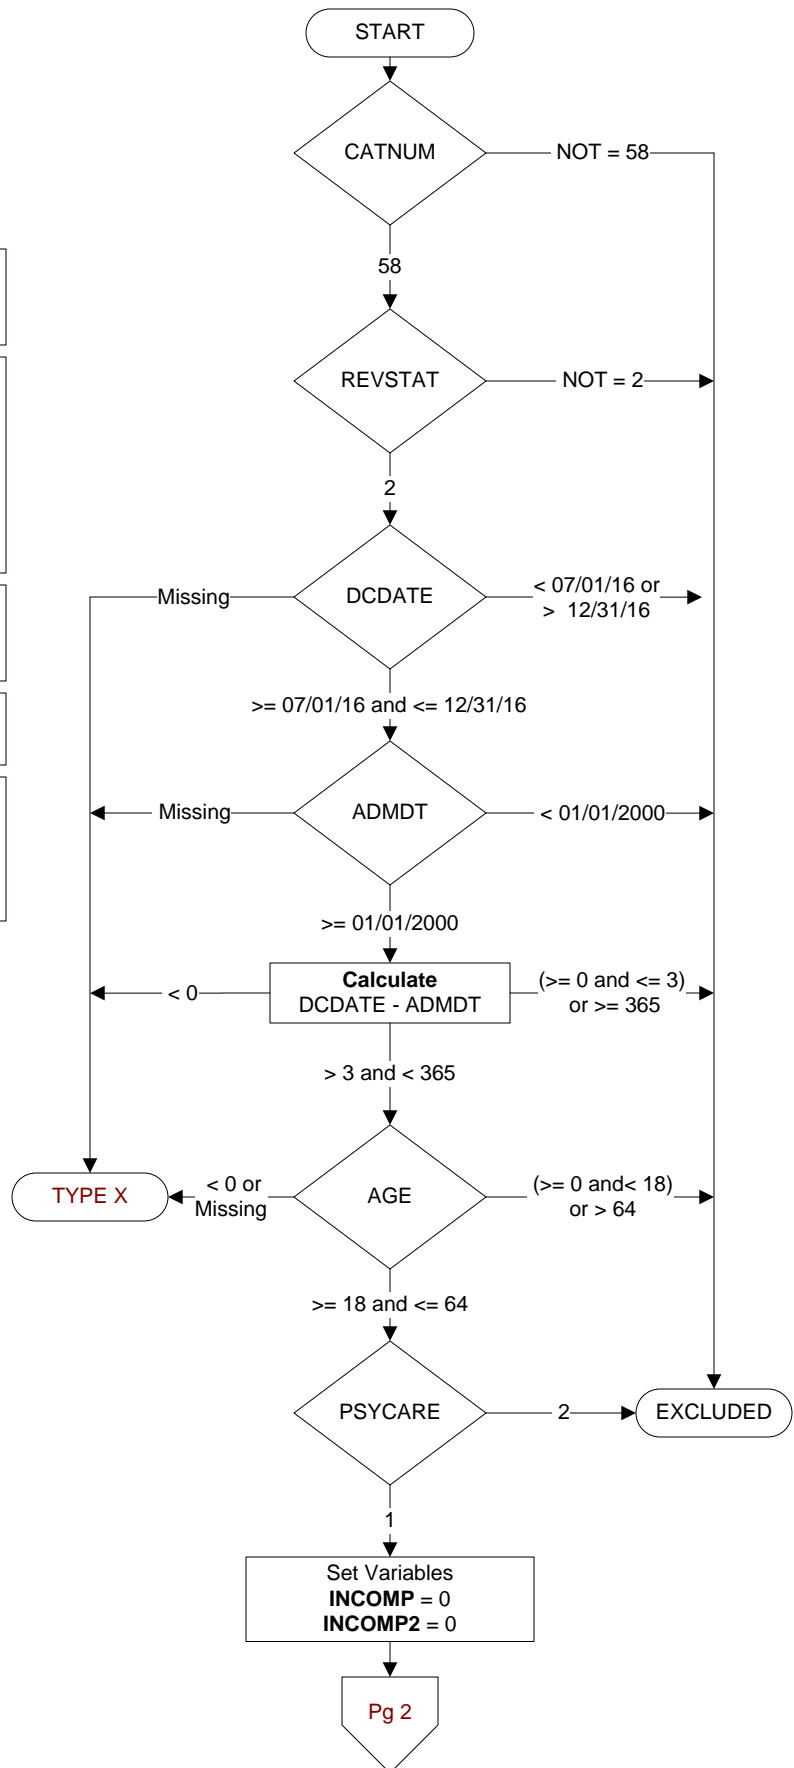 START
CATNUM
NOT = 58
58
REVSTAT
NOT = 2
2
Missing
DCDATE
< 07/01/16 or
> 12/31/16
>= 07/01/16 and <= 12/31/16
Missing
ADMDT
< 01/01/2000
>= 01/01/2000
< 0
Calculate
DCDATE - ADMDT
(>= 0 and <= 3)
or >= 365
> 3 and < 365
TYPE X
< 0 or
Missing
AGE
(>= 0 and< 18)
or > 64
>= 18 and <= 64
PSYCARE
2
EXCLUDED
1
Set Variables
INCOMP = 0
INCOMP2 = 0
Pg 2